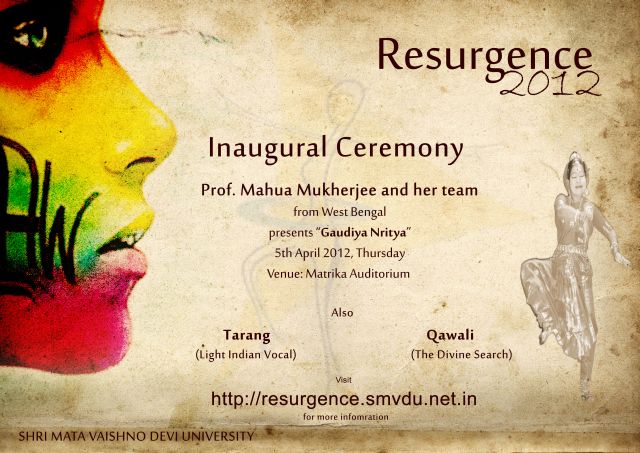 Resurgence
2012
Inaugural Ceremony
Prof. Mahua Mukherjee and her team
from West Bengal
presents “Gaudiya Nritya”
5th April 2012, Thursday
Venue: Matrika Auditorium
Also
Tarang
(Light Indian Vocal)
Qawali
(The Divine Search)
Visit
http://resurgence.smvdu.net.in
for more infomration
SHRI MATA VAISHNO DEVI UNIVERSITY